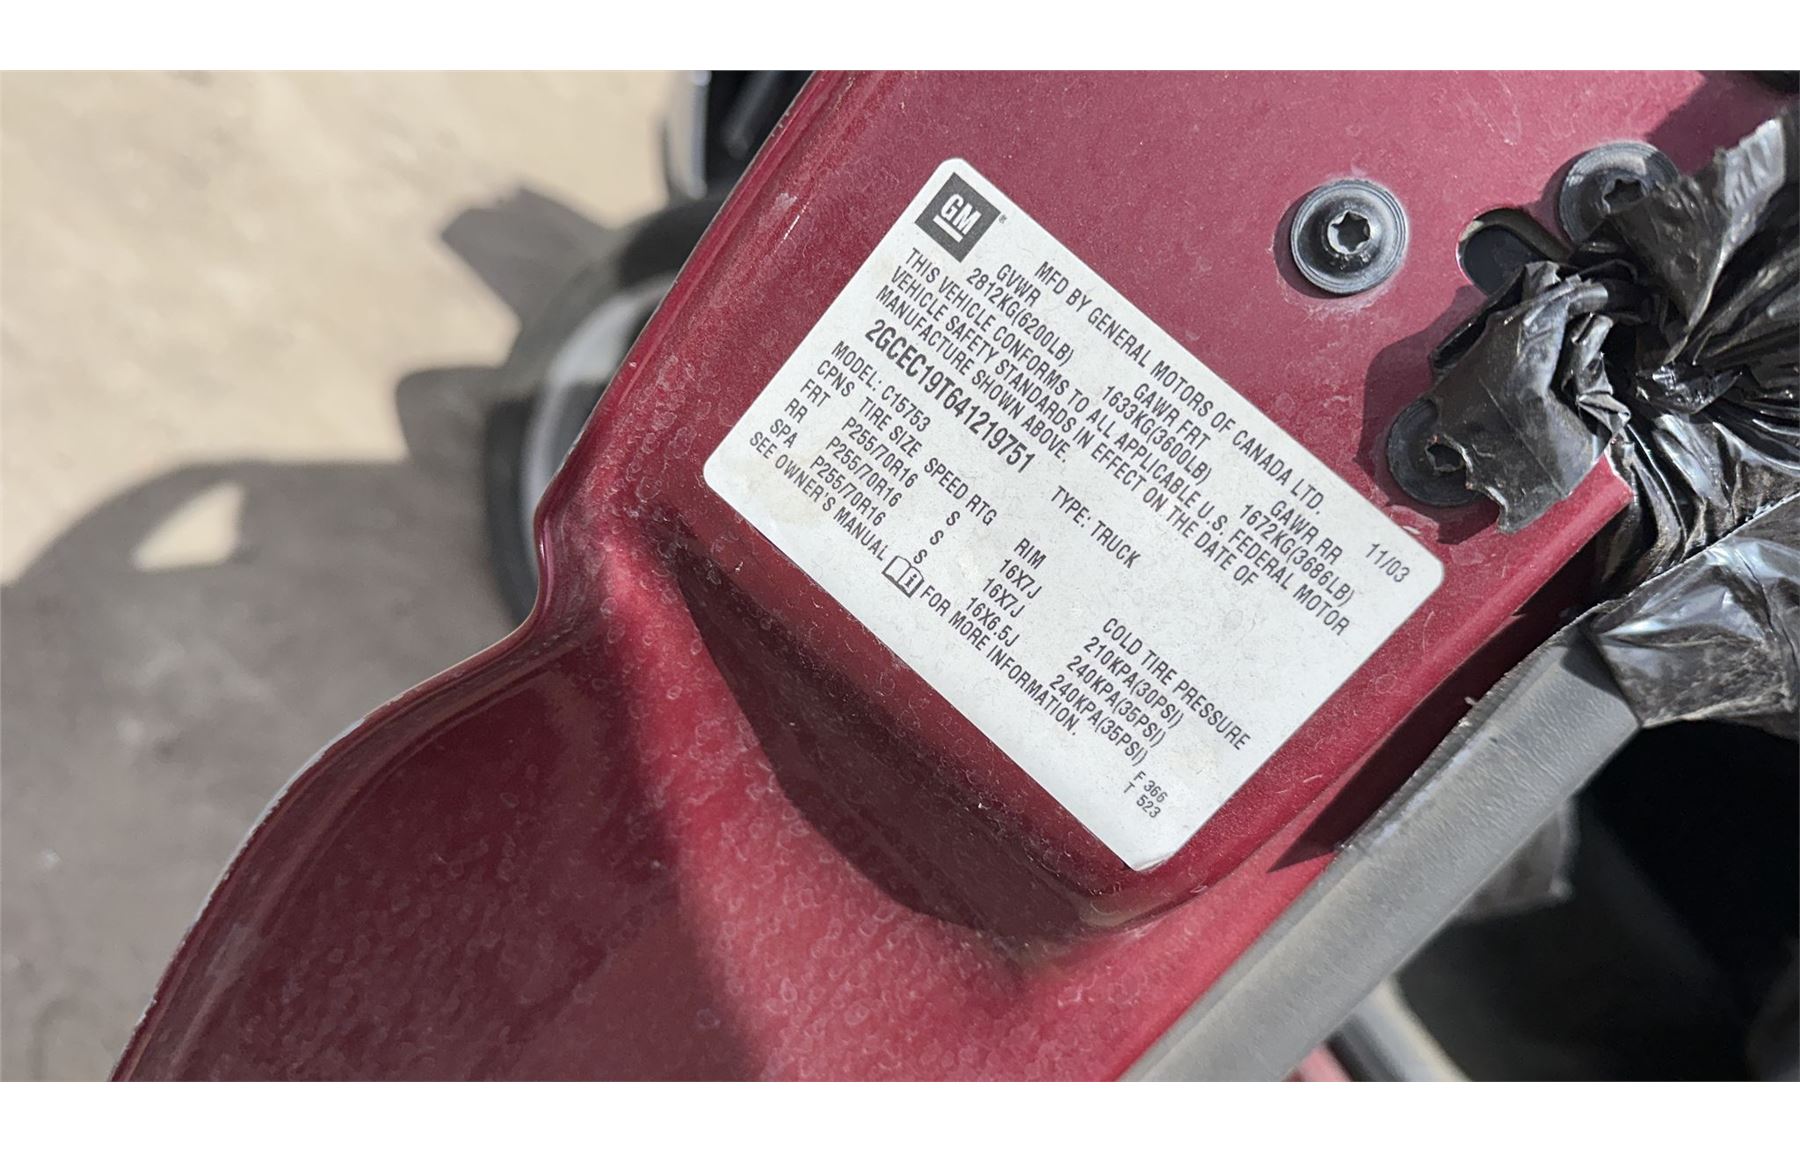 GM®
MFD BY GENERAL MOTORS OF CANADA LTD.
11/03
GVWR GAWR FRT GAWR RR
2812KG(6200LB) 1633KG(3600LB) 1672KG(3686LB)
THIS VEHICLE CONFORMS TO ALL APPLICABLE U.S. FEDERAL MOTOR
VEHICLE SAFETY STANDARDS IN EFFECT ON THE DATE OF
MANUFACTURE SHOWN ABOVE.
2GCEC19T641219751 TYPE: TRUCK
MODEL: C15753
CPNS TIRE SIZE SPEED RTG RIM COLD TIRE PRESSURE
FRT P255/70R16 S 16X7J 210KPA(30PSI)
RR P255/70R16 S 16X7J 240KPA(35PSI)
SPA P255/70R16 S 16X6.5J 240KPA(35PSI)
SEE OWNER'S MANUAL FOR MORE INFORMATION.
F 366
T 523